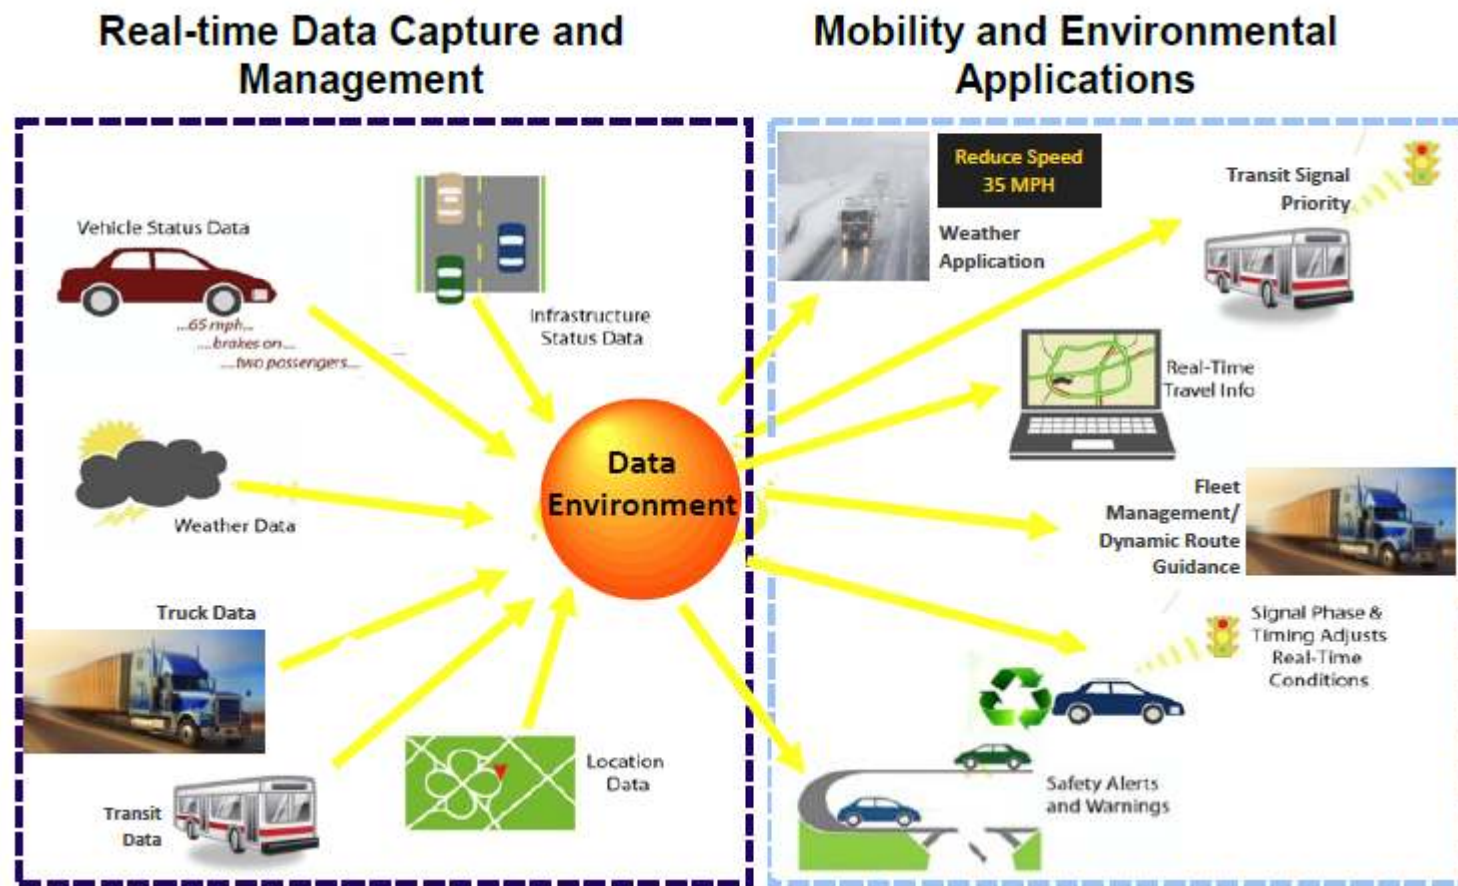 Real-time Data Capture and
Management
Mobility and Environmental
Applications
Vehicle Status Data
...65 mph...
....brakes on....
....two passengers....
Infrastructure
Status Data
Weather Data
Truck Data
Transit
Data
Location
Data
Data
Environment
Reduce Speed
35 MPH
Weather
Application
Transit Signal
Priority
Real-Time
Travel Info
Fleet
Management/
Dynamic Route
Guidance
Signal Phase &
Timing Adjusts
Real-Time
Conditions
Safety Alerts
and Warnings